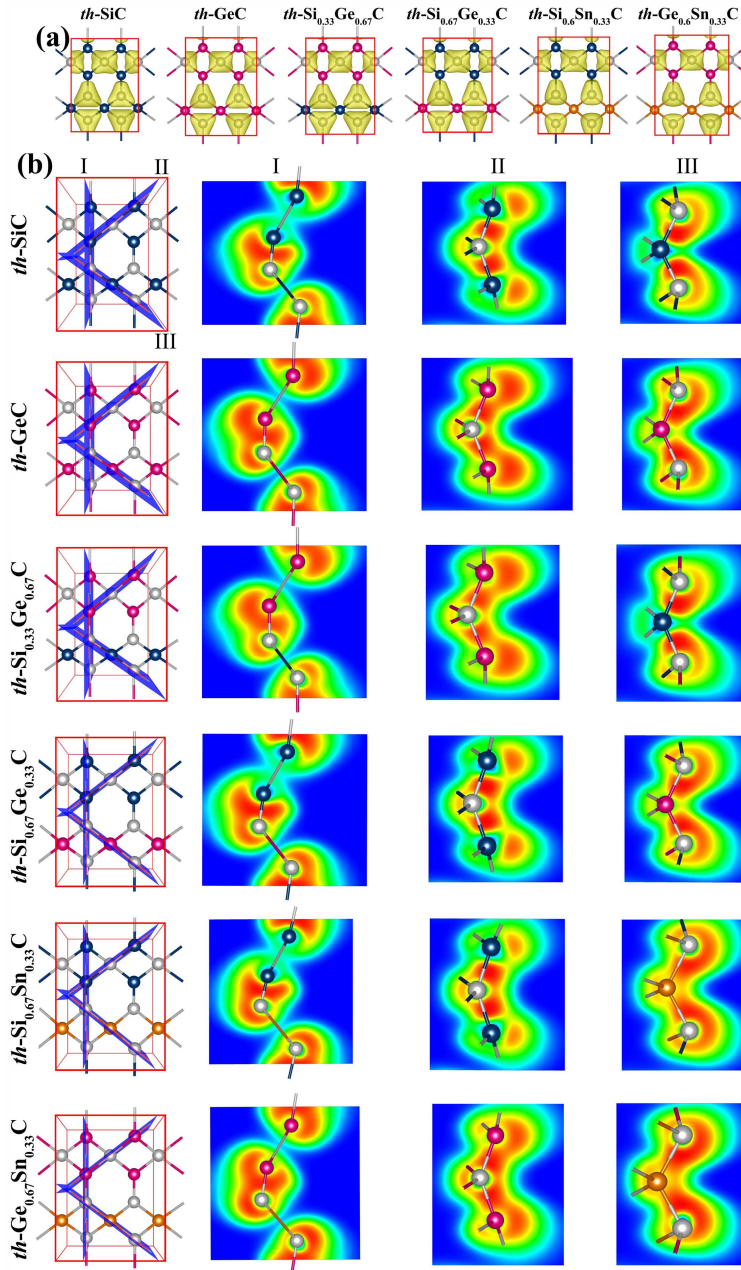 (a)
th-SiC th-GeC th-Si0.33Ge0.67C th-Si0.67Ge0.33C th-Si0.6Sn0.33C th-Ge0.6Sn0.33C
(b)
I II I II III
th-SiC
III
th-GeC
th-Si0.33Ge0.67C
th-Si0.67Ge0.33C
th-Si0.67Sn0.33C
th-Ge0.67Sn0.33C